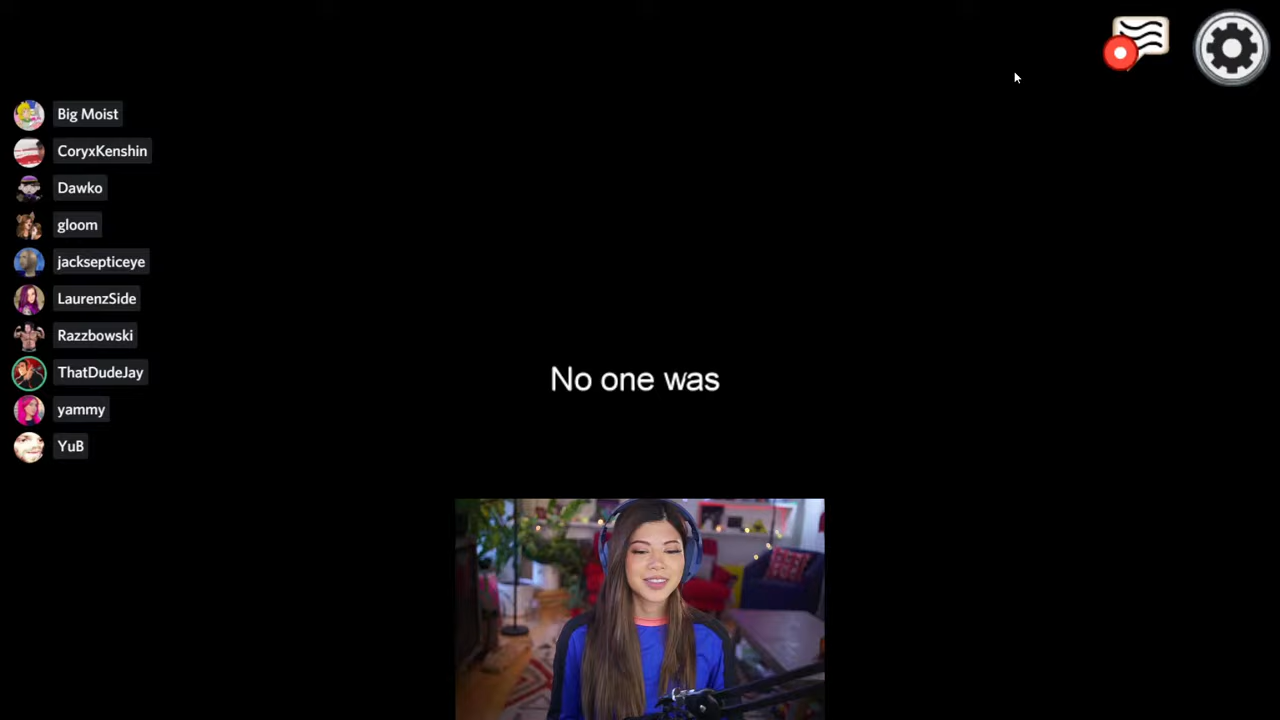 Big Moist
CoryxKenshin
Dawko
gloom
jacksepticeye
LaurenzSide
Razzbowski
ThatDudeJay
yammy
YuB
No one was